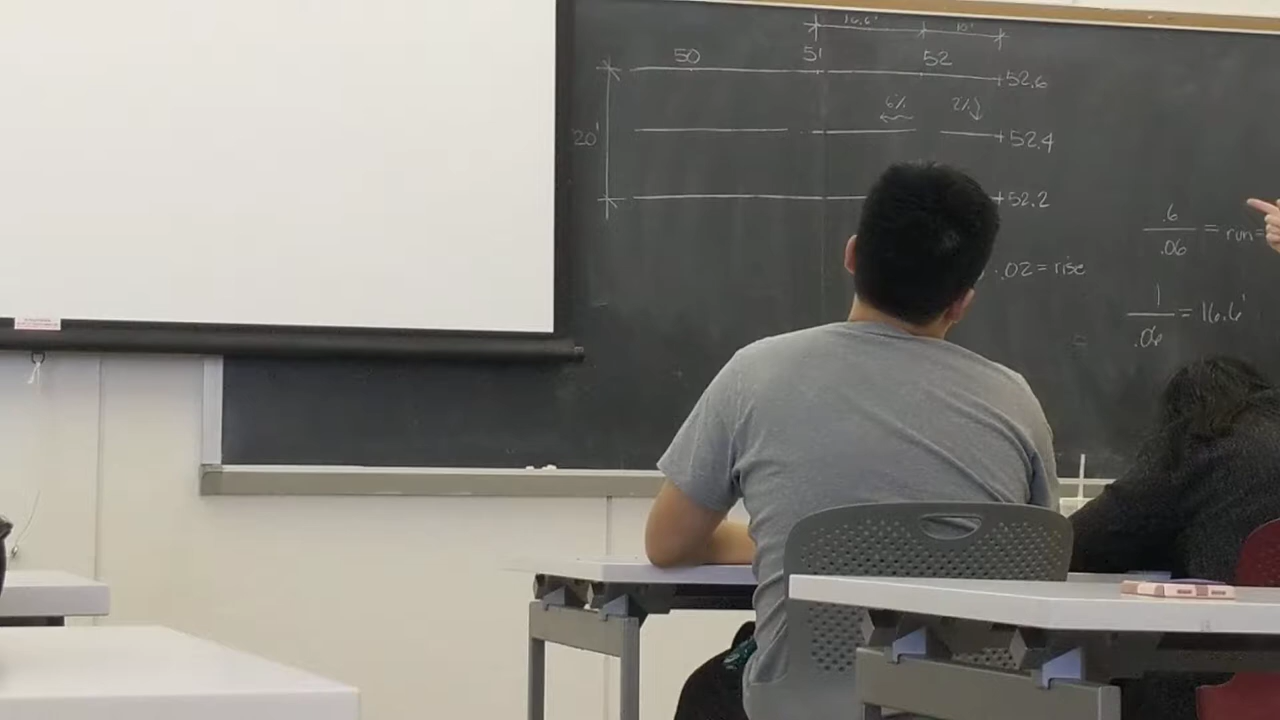 16.6' 10'
50 51 52
52.6
6% 2%
20' 52.4
52.2
.6
.06 = run =
.02 = rise
1
.06 = 16.6'